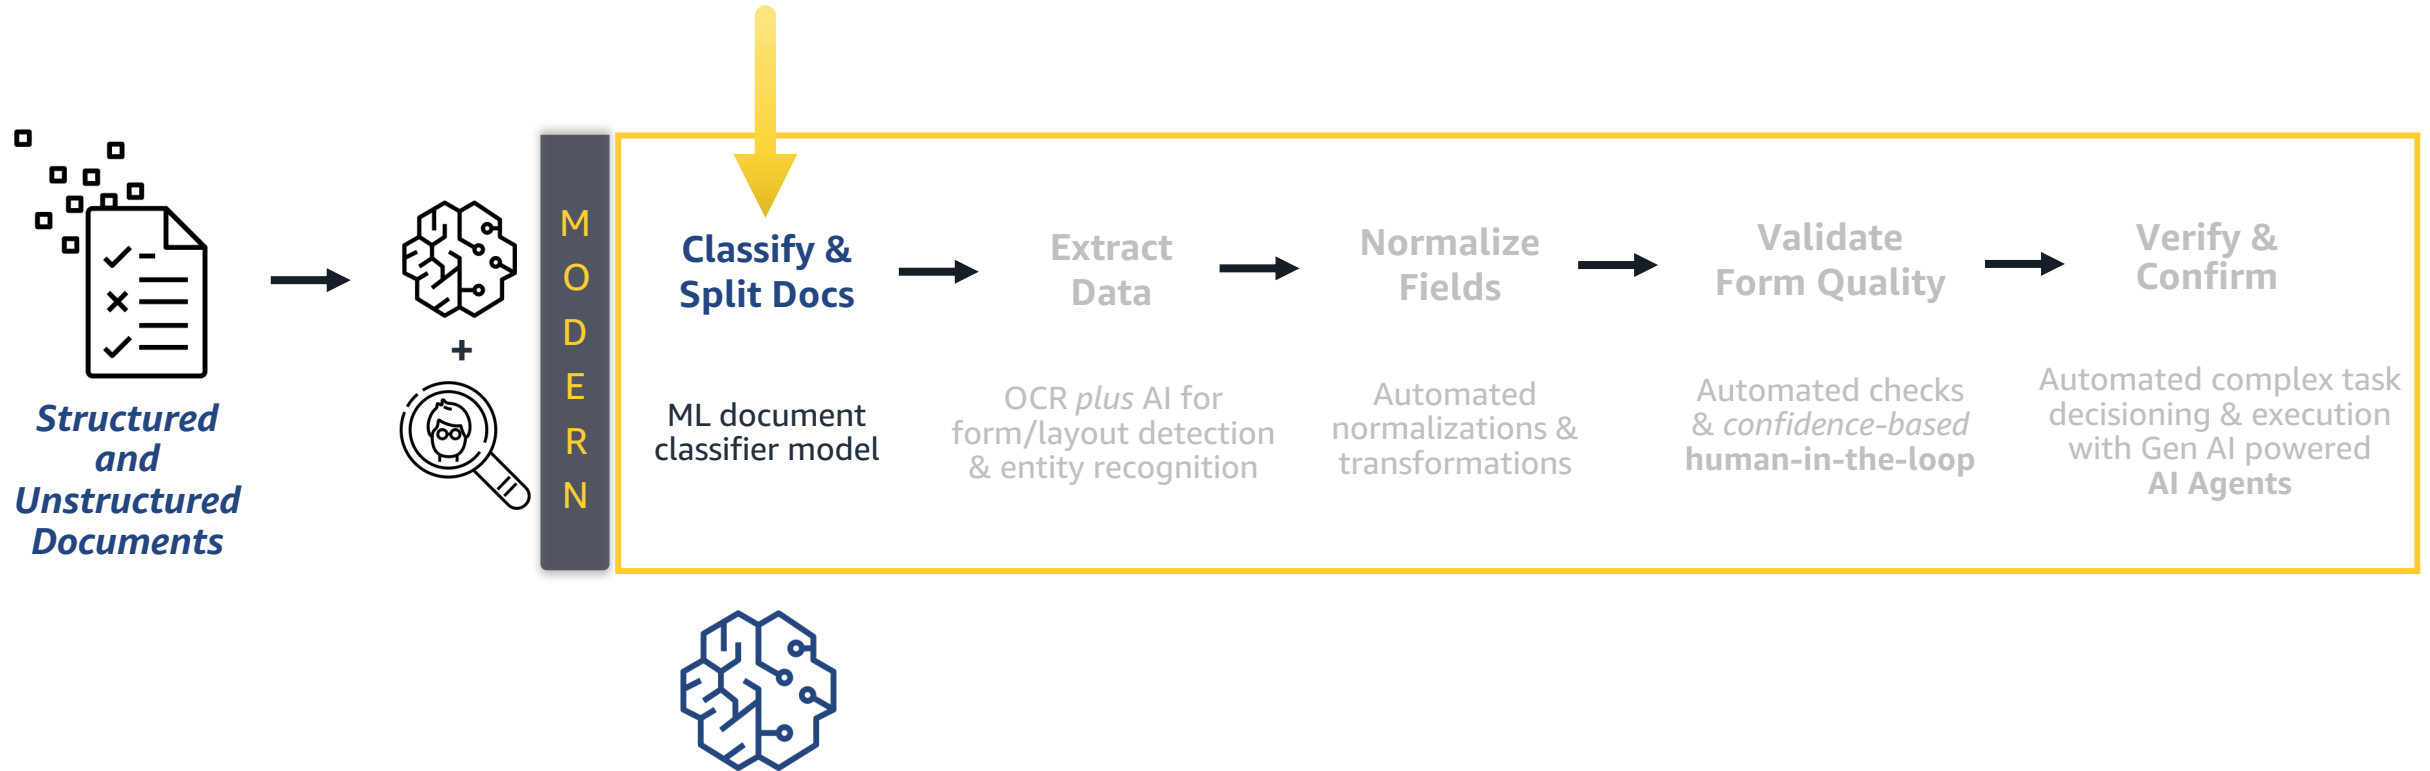 Structured
and
Unstructured
Documents
+
M
O
D
E
R
N
Classify &
Split Docs
ML document
classifier model
Extract
Data
OCR plus AI for
form/layout detection
& entity recognition
Normalize
Fields
Automated
normalizations &
transformations
Validate
Form Quality
Automated checks
& confidence-based
human-in-the-loop
Verify &
Confirm
Automated complex task
decisioning & execution
with Gen AI powered
AI Agents